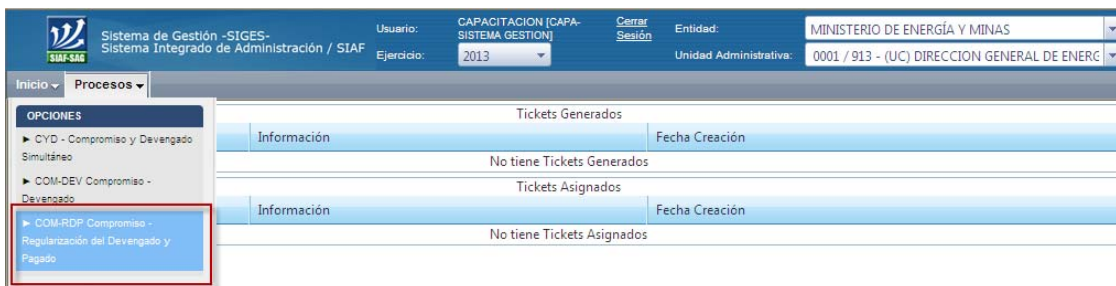 Sistema de Gestión -SIGES-
Sistema Integrado de Administración / SIAF
SIAF-SAG
Usuario:
CAPACITACION [CAPA-
SISTEMA GESTION]
Cerrar
Sesión
Entidad:
MINISTERIO DE ENERGÍA Y MINAS
Ejercicio:
2013
Unidad Administrativa:
0001 / 913 - (UC) DIRECCION GENERAL DE ENERG
Inicio
Procesos
OPCIONES
► CYD - Compromiso y Devengado
Simultáneo
► COM-DEV Compromiso -
Devengado
► COM-RDP Compromiso -
Regularización del Devengado y
Pagado
Tickets Generados
Información
Fecha Creación
No tiene Tickets Generados
Tickets Asignados
Información
Fecha Creación
No tiene Tickets Asignados